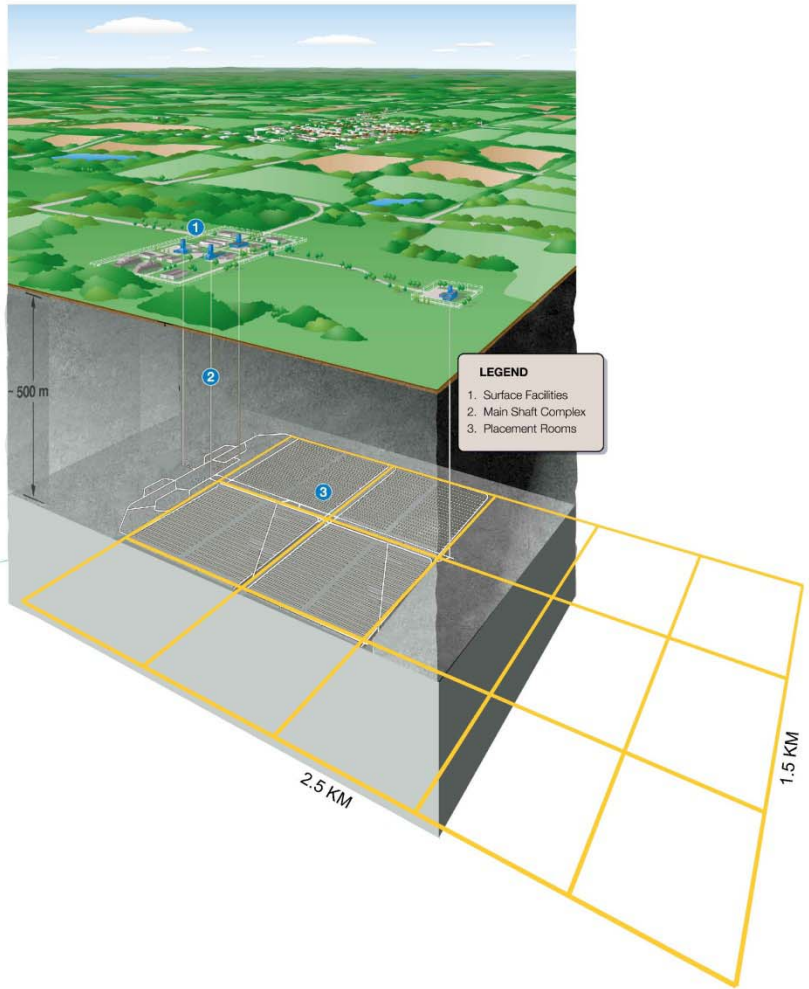 1
2
500 m
LEGEND
1. Surface Facilities
2. Main Shaft Complex
3. Placement Rooms
3
2.5 KM
1.5 KM